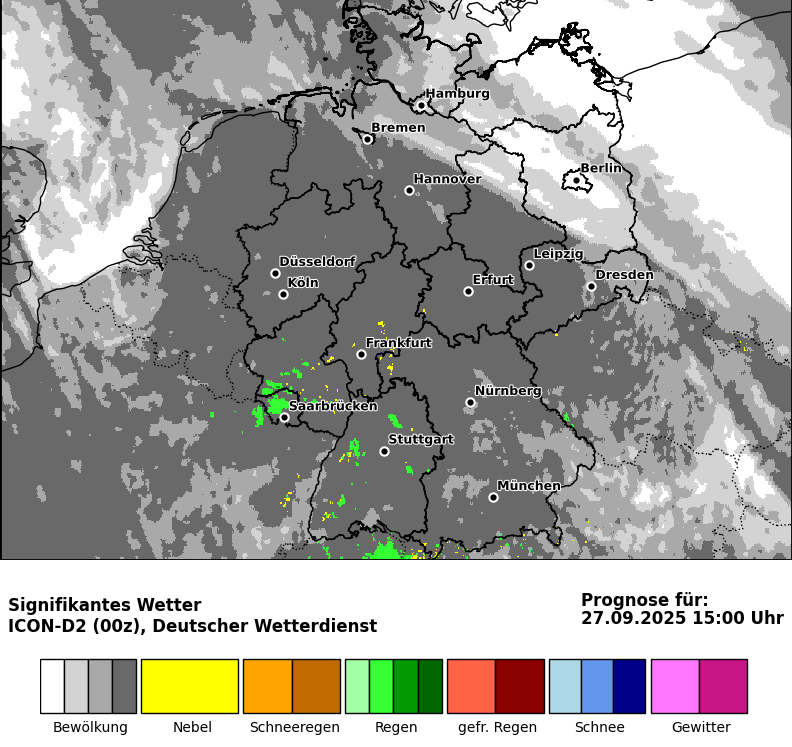 Hamburg
Bremen
Berlin
Hannover
Düsseldorf
Leipzig
Köln
Erfurt
Dresden
Frankfurt
Nürnberg
Saarbrücken
Stuttgart
München
Signifikantes Wetter
ICON-D2 (00z), Deutscher Wetterdienst
Prognose für:
27.09.2025 15:00 Uhr
Bewölkung
Nebel
Schneeregen
Regen
gefr. Regen
Schnee
Gewitter